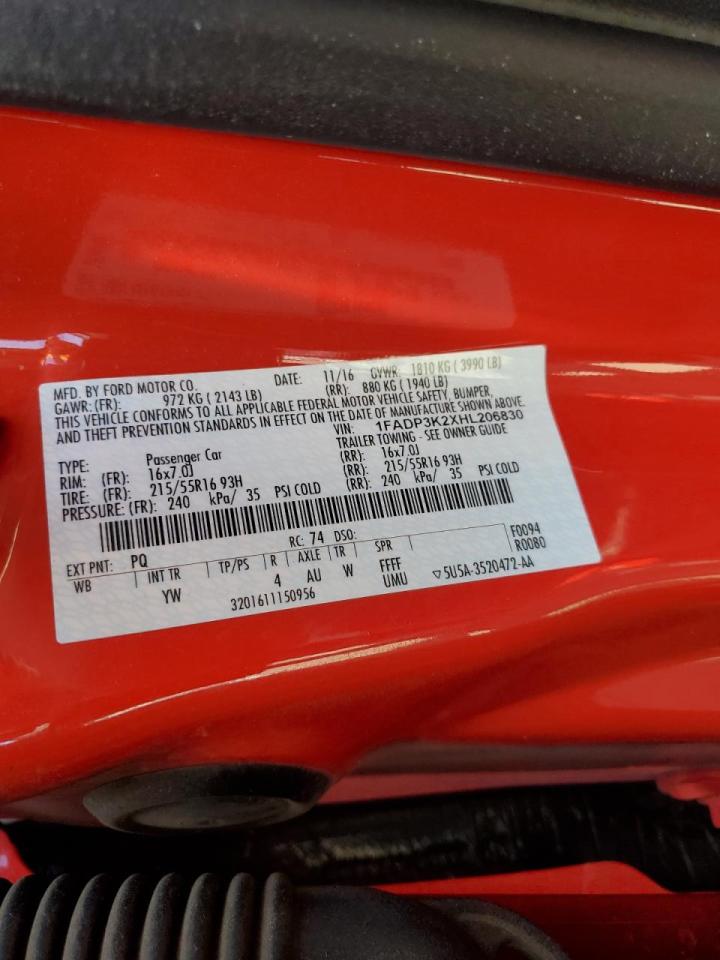 MFD. BY FORD MOTOR CO. DATE: 11/16 GVWR: 1810 KG ( 3990 LB)
GAWR: (FR): 972 KG ( 2143 LB) (RR): 880 KG ( 1940 LB)
THIS VEHICLE CONFORMS TO ALL APPLICABLE FEDERAL MOTOR VEHICLE SAFETY, BUMPER,
AND THEFT PREVENTION STANDARDS IN EFFECT ON THE DATE OF MANUFACTURE SHOWN ABOVE.
VIN: 1FADP3K2XHL206830
TYPE: Passenger Car TRAILER TOWING - SEE OWNER GUIDE
RIM: (FR): 16x7.0J (RR): 16x7.0J
TIRE: (FR): 215/55R16 93H (RR): 215/55R16 93H
PRESSURE: (FR): 240 kPa/ 35 PSI COLD (RR): 240 kPa/ 35 PSI COLD
EXT PNT: PQ RC: 74 DSO: F0094
WB INT TR TP/PS R AXLE TR SPR R0080
YW 4 AU W FFFF
UMU ▽5U5A-3520472-AA
3201611150956